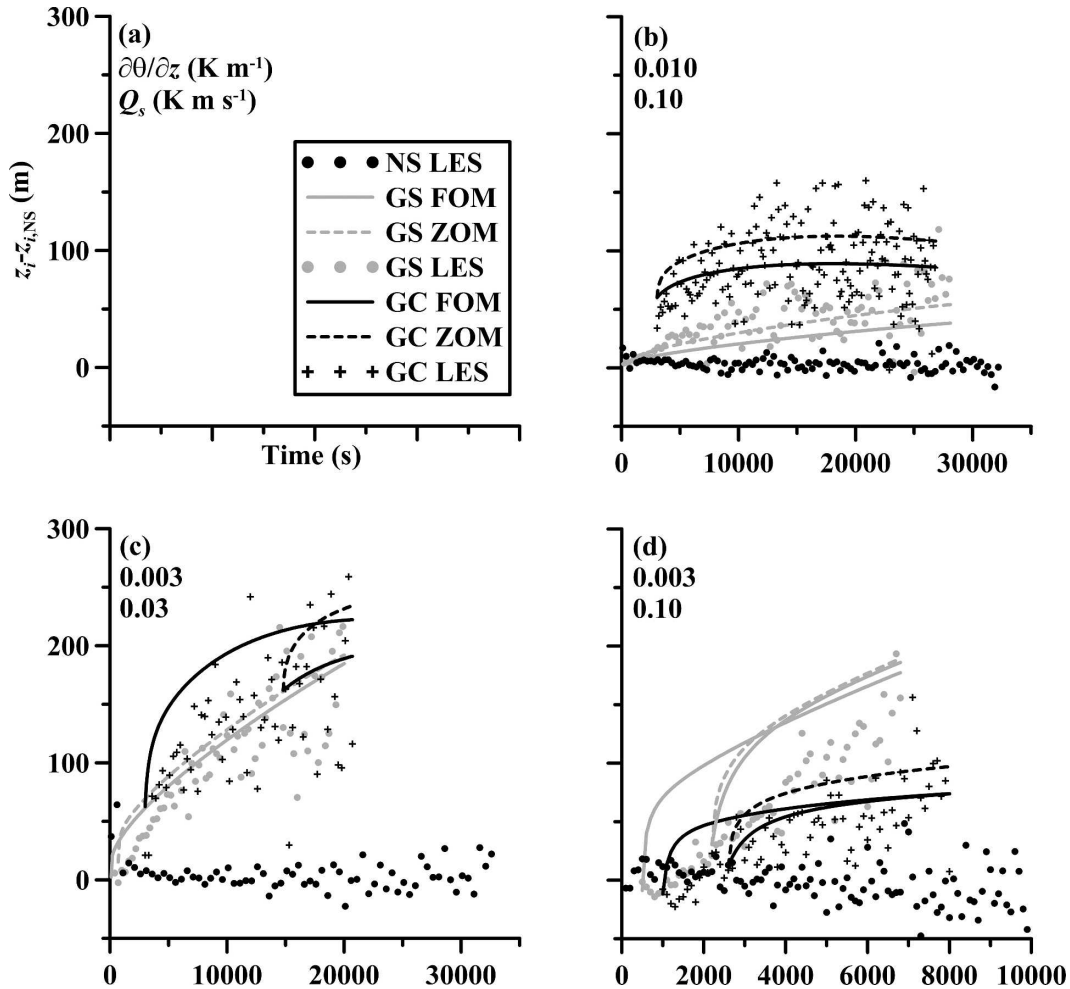 300
200
100
0
z_i-z_{i,NS} (m)
(a)
∂θ/∂z (K m⁻¹)
Q_s (K m s⁻¹)
NS LES
GS FOM
GS ZOM
GS LES
GC FOM
GC ZOM
GC LES
Time (s)
(b)
0.010
0.10
0 10000 20000 30000
300
200
100
0
(c)
0.003
0.03
0 10000 20000 30000
(d)
0.003
0.10
0 2000 4000 6000 8000 10000